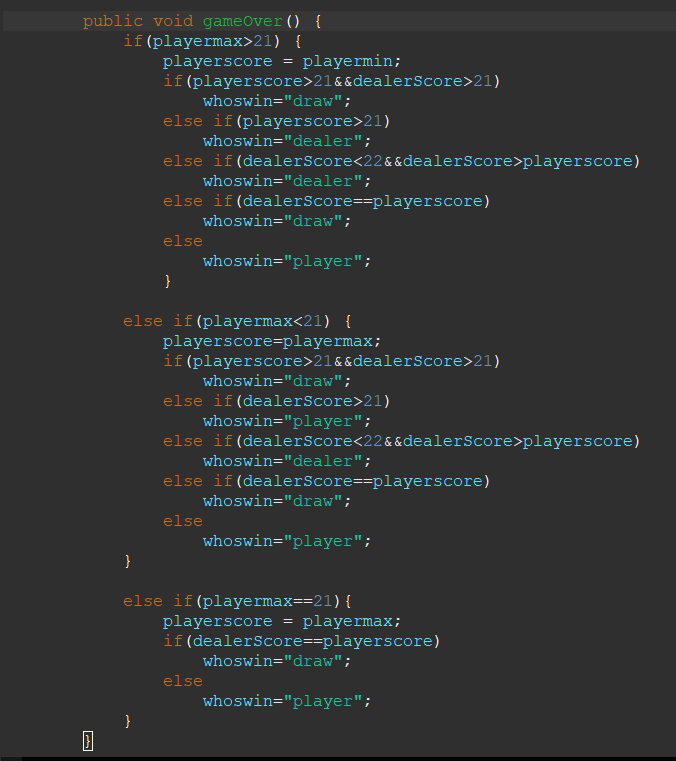 public void gameOver() {
if(playermax>21) {
playerscore = playermin;
if(playerscore>21&&dealerScore>21)
whoswin="draw";
else if(playerscore>21)
whoswin="dealer";
else if(dealerScore<22&&dealerScore>playerscore)
whoswin="dealer";
else if(dealerScore==playerscore)
whoswin="draw";
else
whoswin="player";
}
else if(playermax<21) {
playerscore=playermax;
if(playerscore>21&&dealerScore>21)
whoswin="draw";
else if(dealerScore>21)
whoswin="player";
else if(dealerScore<22&&dealerScore>playerscore)
whoswin="dealer";
else if(dealerScore==playerscore)
whoswin="draw";
else
whoswin="player";
}
else if(playermax==21){
playerscore = playermax;
if(dealerScore==playerscore)
whoswin="draw";
else
whoswin="player";
}
}